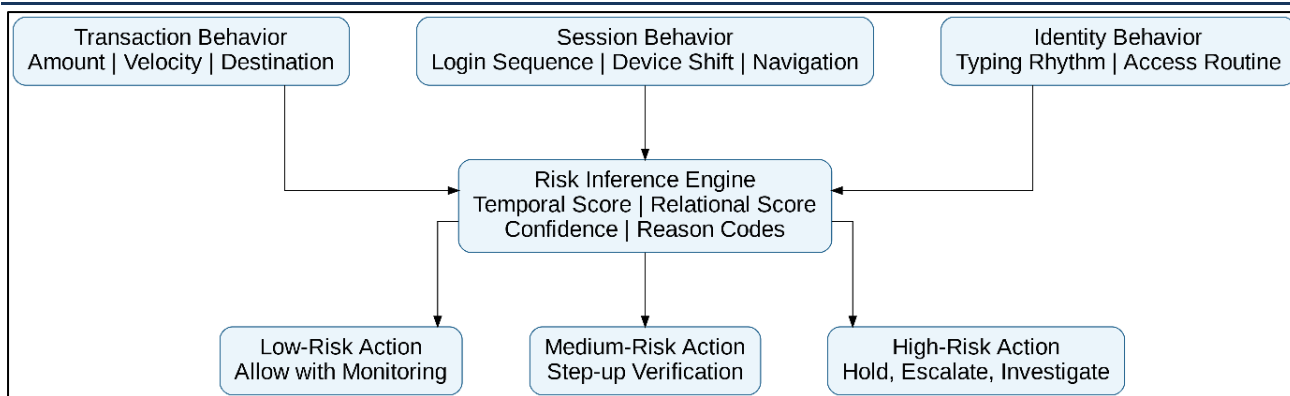 Transaction Behavior
Amount | Velocity | Destination
Session Behavior
Login Sequence | Device Shift | Navigation
Identity Behavior
Typing Rhythm | Access Routine
Risk Inference Engine
Temporal Score | Relational Score
Confidence | Reason Codes
Low-Risk Action
Allow with Monitoring
Medium-Risk Action
Step-up Verification
High-Risk Action
Hold, Escalate, Investigate